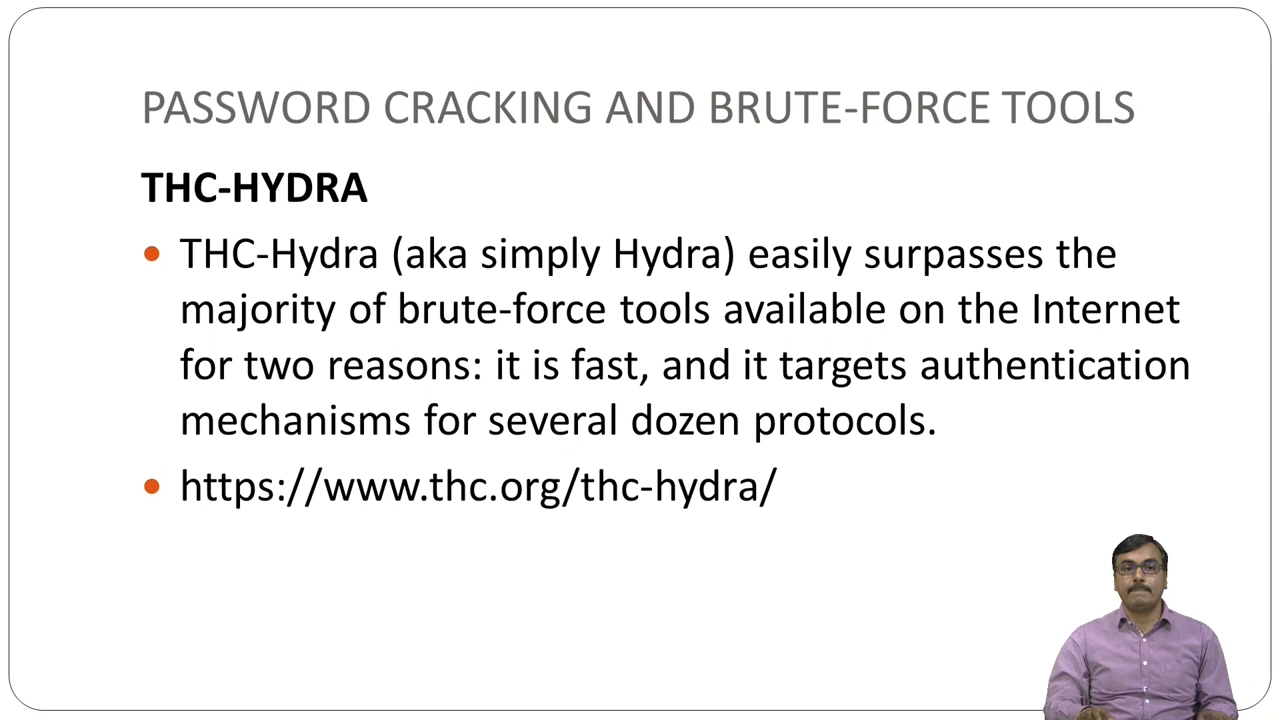 PASSWORD CRACKING AND BRUTE-FORCE TOOLS
THC-HYDRA
• THC-Hydra (aka simply Hydra) easily surpasses the
majority of brute-force tools available on the Internet
for two reasons: it is fast, and it targets authentication
mechanisms for several dozen protocols.
• https://www.thc.org/thc-hydra/